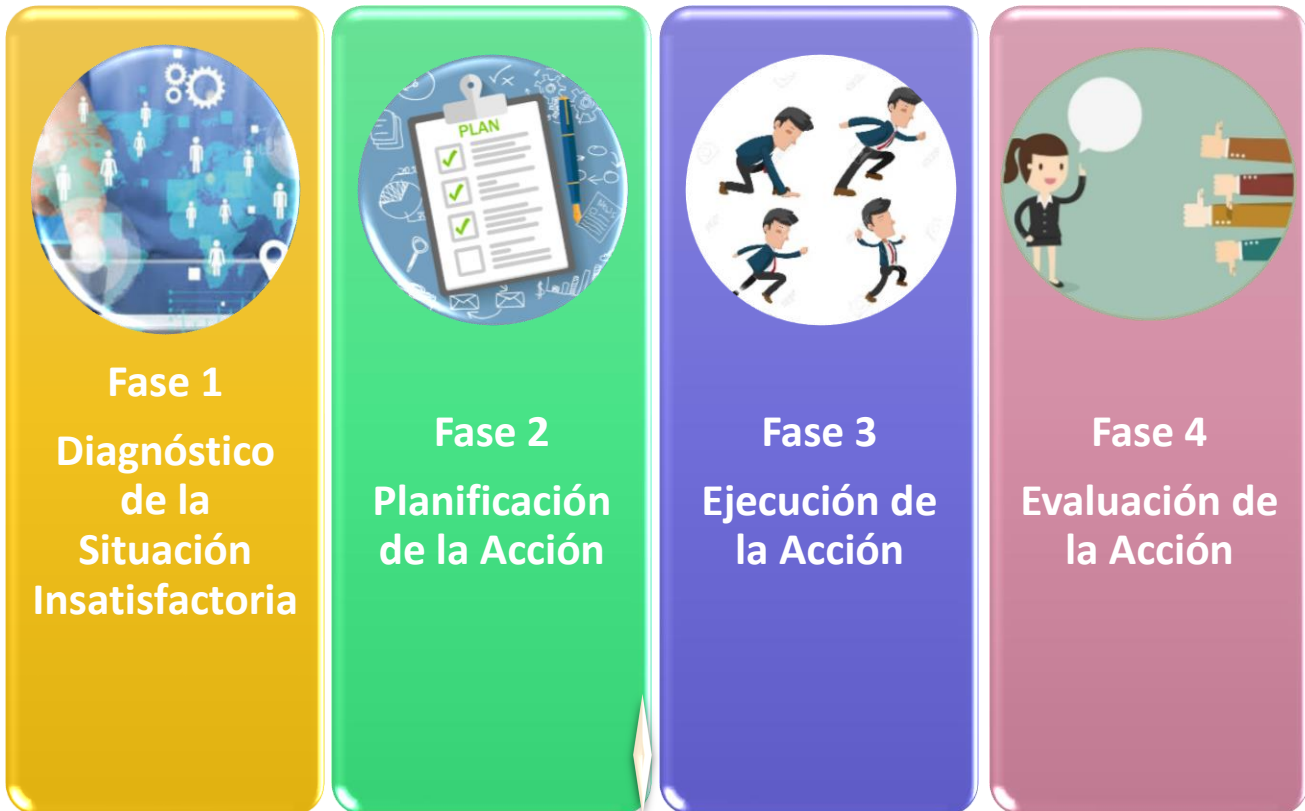 Fase 1
Diagnóstico
de la
Situación
Insatisfactoria
PLAN
Fase 2
Planificación
de la Acción
Fase 3
Ejecución de
la Acción
Fase 4
Evaluación de
la Acción